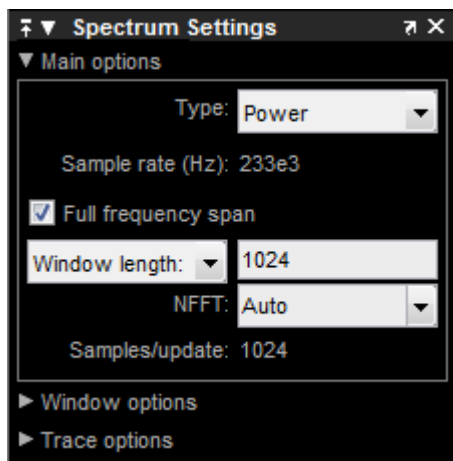 Spectrum Settings
Main options
Type: Power
Sample rate (Hz): 233e3
Full frequency span
Window length: 1024
NFFT: Auto
Samples/update: 1024
Window options
Trace options